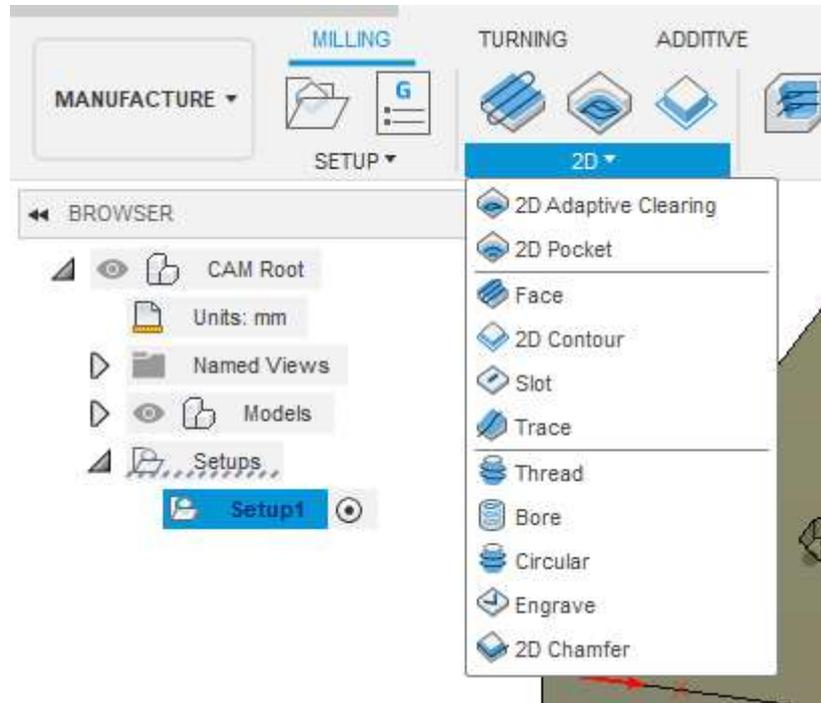 MILLING TURNING ADDITIVE
MANUFACTURE
G
SETUP 2D
BROWSER
CAM Root
Units: mm
Named Views
Models
Setups
Setup1
2D Adaptive Clearing
2D Pocket
Face
2D Contour
Slot
Trace
Thread
Bore
Circular
Engrave
2D Chamfer
X